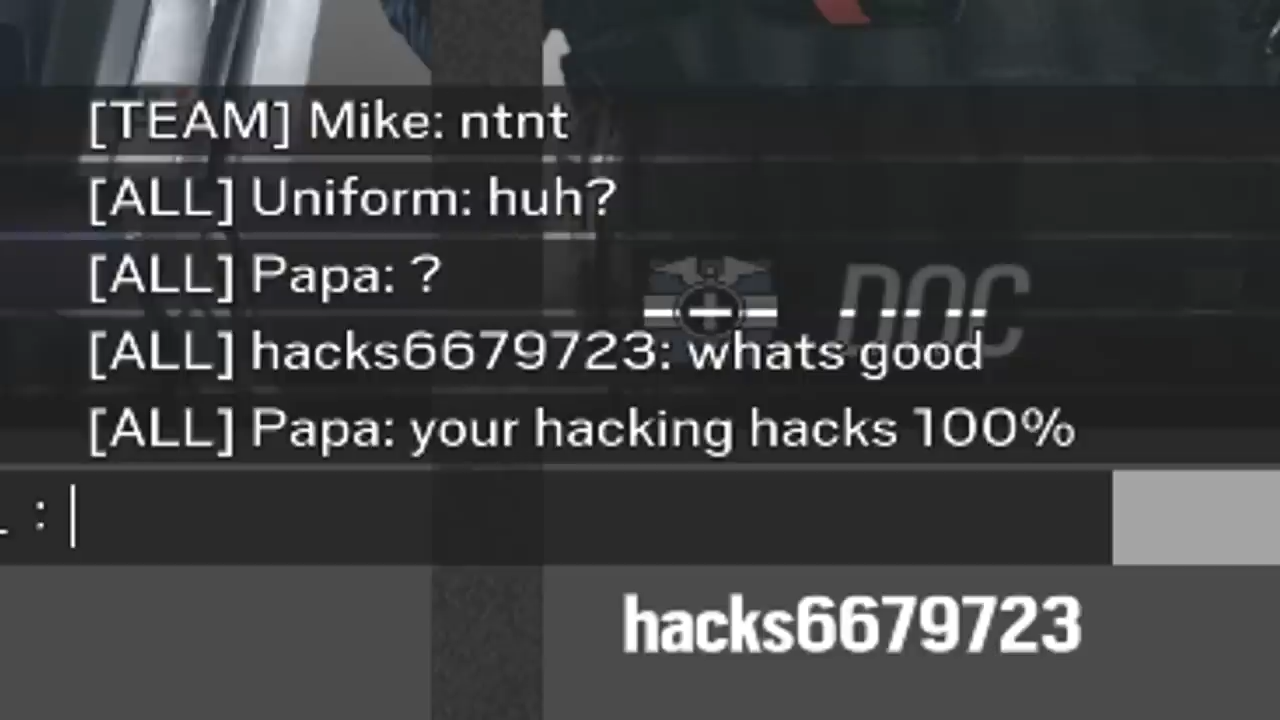 [TEAM] Mike: ntnt
[ALL] Uniform: huh?
[ALL] Papa: ?
DOC
[ALL] hacks6679723: whats good
[ALL] Papa: your hacking hacks 100%
:
hacks6679723